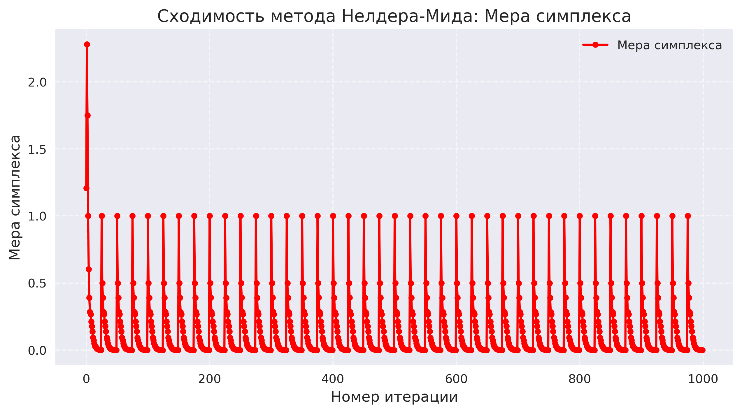 Сходимость метода Нелдера-Мида: Мера симплекса
Мера симплекса
2.0
1.5
1.0
0.5
0.0
Мера симплекса
0
200
400
600
800
1000
Номер итерации